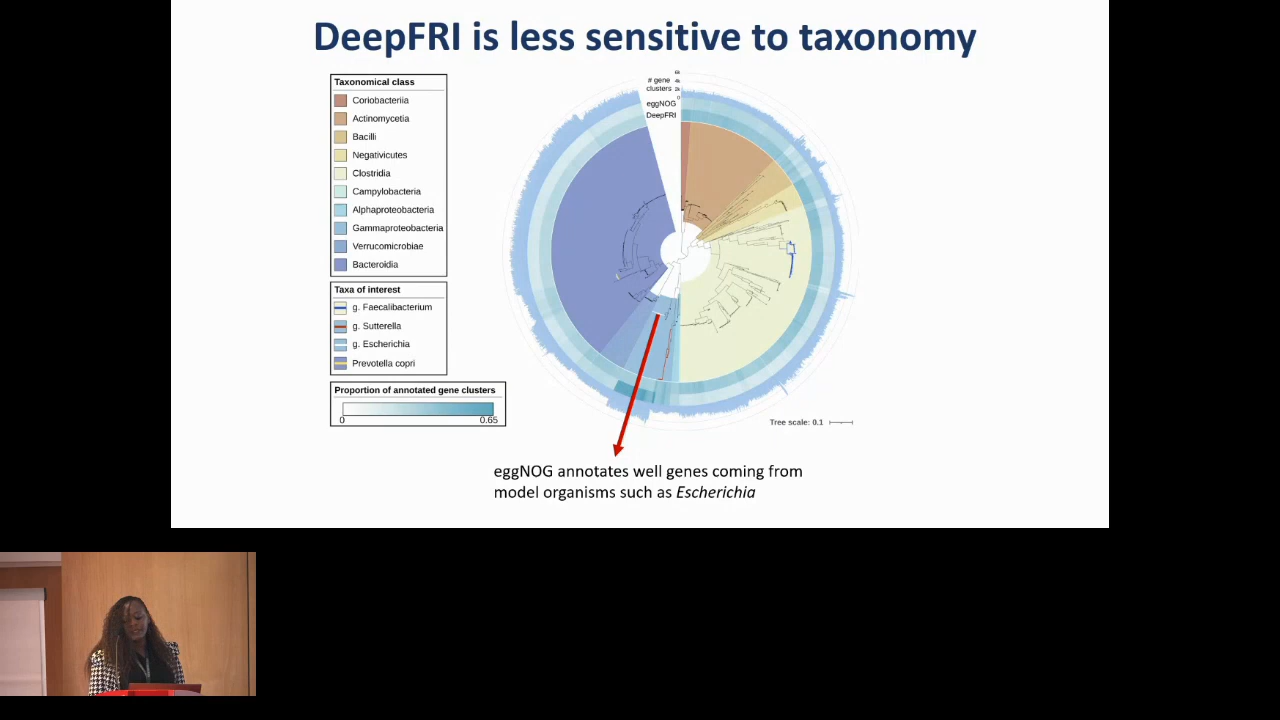 DeepFRI is less sensitive to taxonomy
Taxonomical class
Coriobacteriia
Actinomycetia
Bacilli
Negativicutes
Clostridia
Campylobacteria
Alphaproteobacteria
Gammaproteobacteria
Verrucomicrobiae
Bacteroidia
Taxa of interest
g. Faecalibacterium
g. Sutterella
g. Escherichia
Prevotella copri
Proportion of annotated gene clusters
0 0.65
# gene
clusters
eggNOG
DeepFRI
Tree scale: 0.1
eggNOG annotates well genes coming from
model organisms such as Escherichia